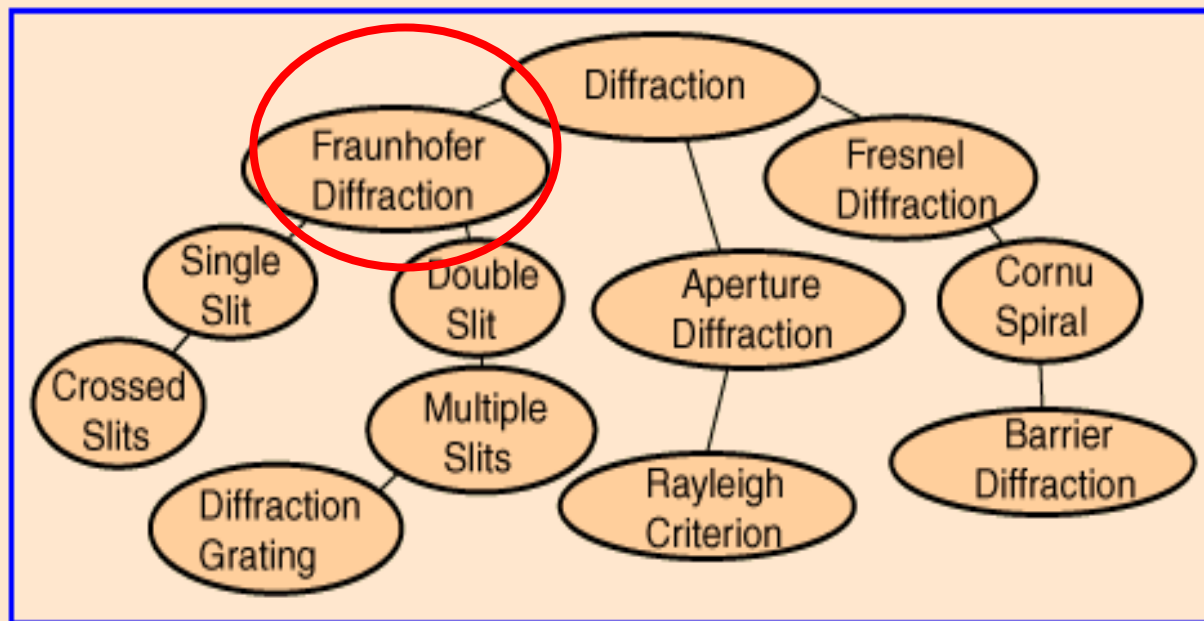 Diffraction
Fraunhofer
Diffraction
Fresnel
Diffraction
Single
Slit
Double
Slit
Aperture
Diffraction
Cornu
Spiral
Crossed
Slits
Multiple
Slits
Barrier
Diffraction
Diffraction
Grating
Rayleigh
Criterion